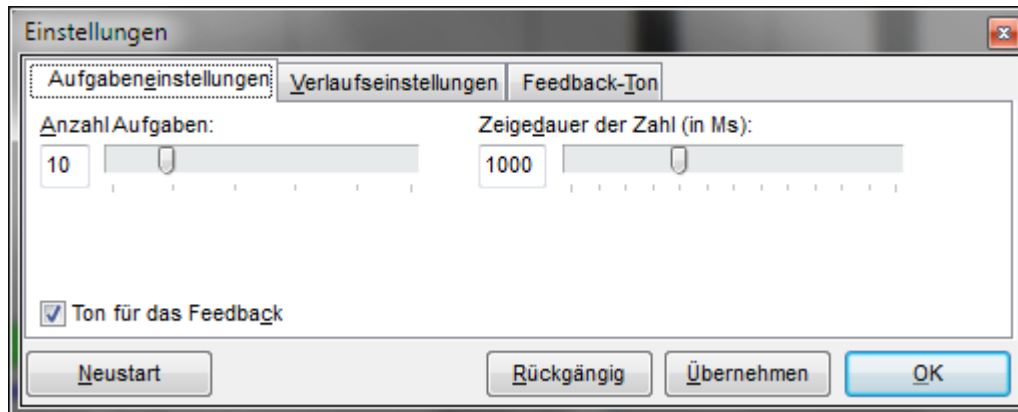 Einstellungen
Aufgabeneinstellungen Verlaufseinstellungen Feedback-Ton
Anzahl Aufgaben: Zeigedauer der Zahl (in Ms):
10 1000
Ton für das Feedback
Neustart Rückgängig Übernehmen OK